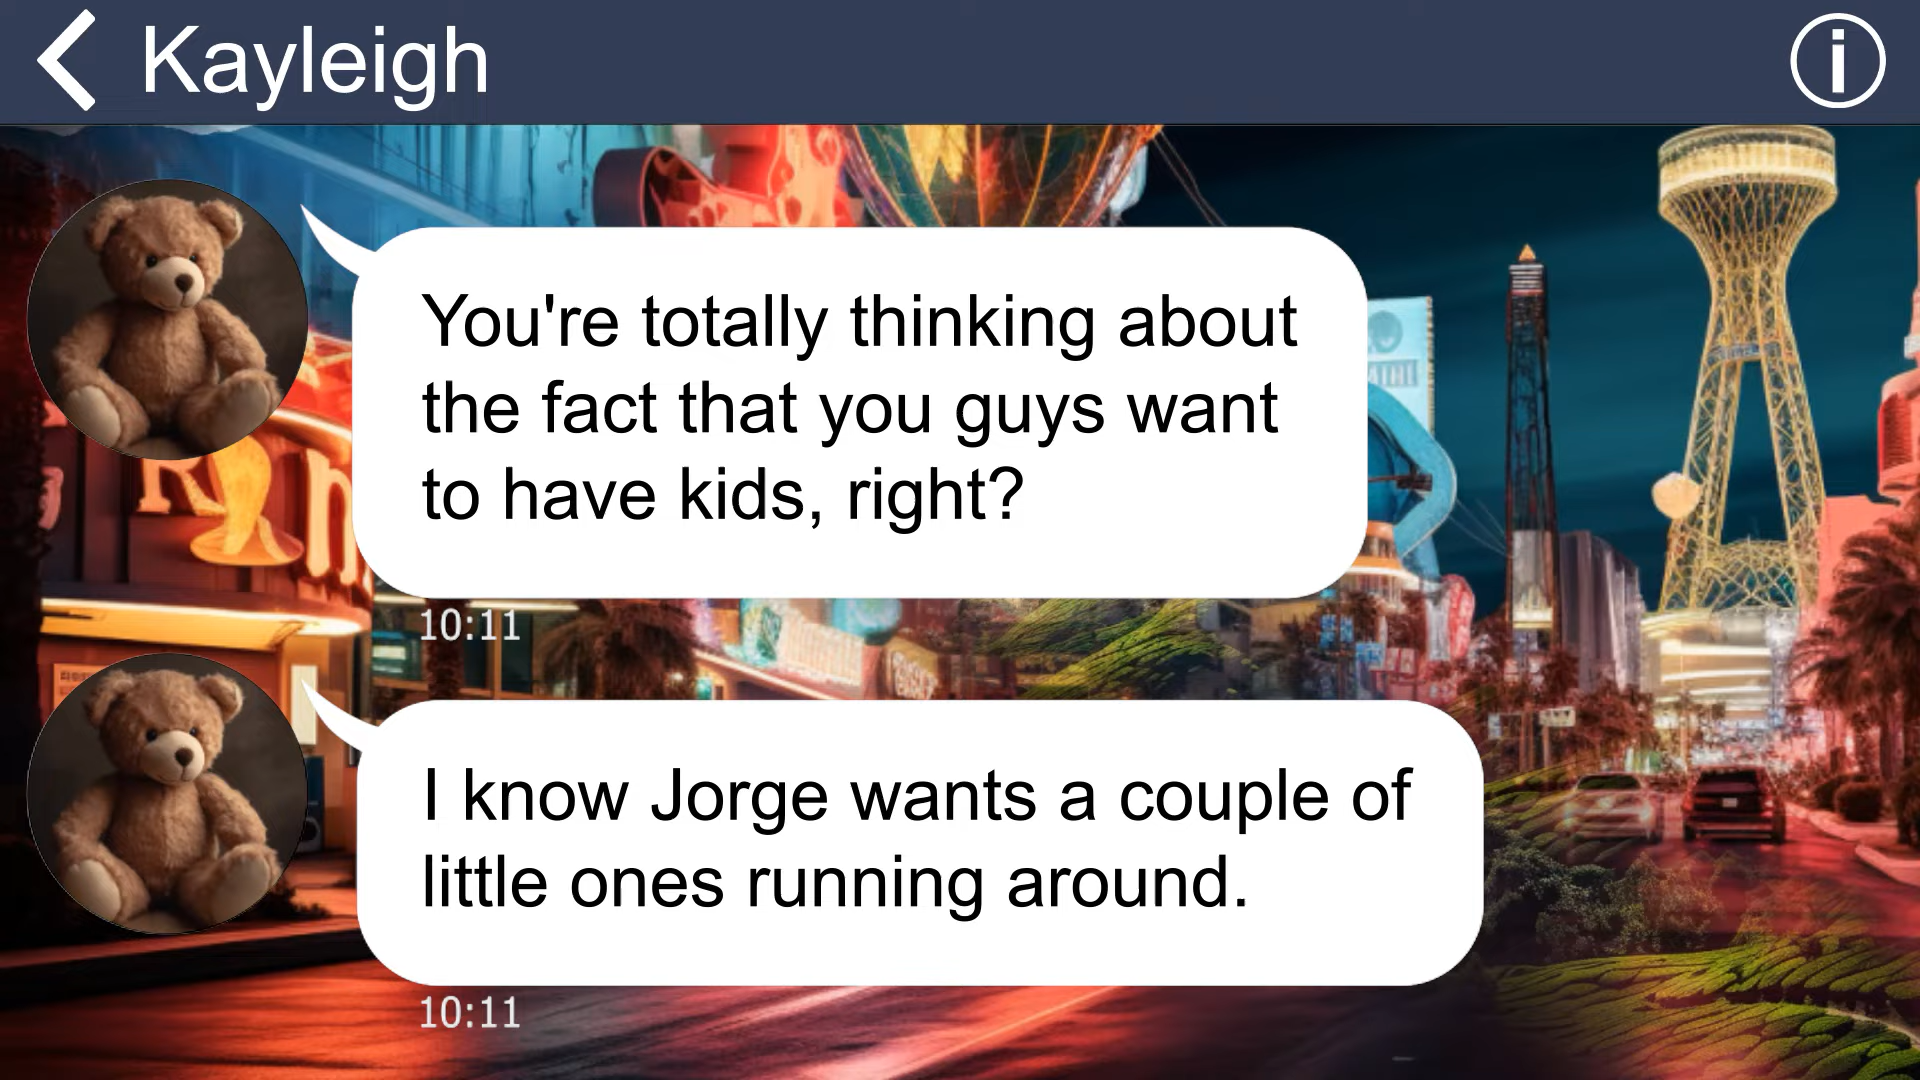 Kayleigh
You're totally thinking about
the fact that you guys want
to have kids, right?
10:11
I know Jorge wants a couple of
little ones running around.
10:11